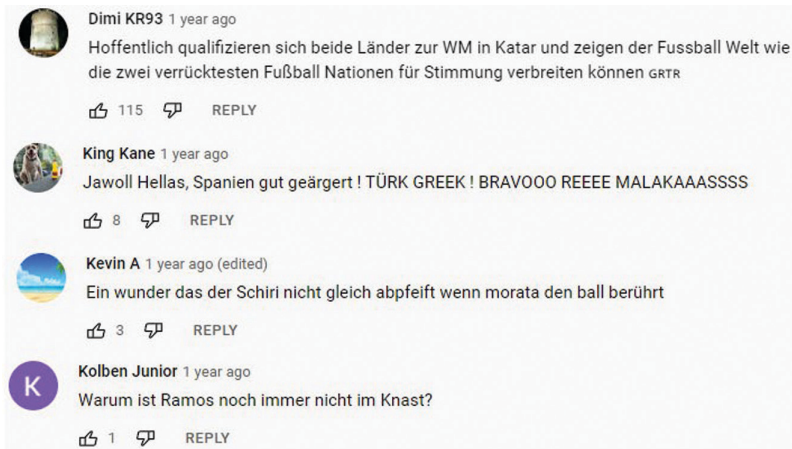 Dimi KR93 1 year ago
Hoffentlich qualifizieren sich beide Länder zur WM in Katar und zeigen der Fussball Welt wie
die zwei verrücktesten Fußball Nationen für Stimmung verbreiten können GRTR
115 REPLY
King Kane 1 year ago
Jawoll Hellas, Spanien gut geärgert ! TÜRK GREEK ! BRAVOOO REEEE MALAKAAASSSS
8 REPLY
Kevin A 1 year ago (edited)
Ein wunder das der Schiri nicht gleich abpfeift wenn morata den ball berührt
3 REPLY
K
Kolben Junior 1 year ago
Warum ist Ramos noch immer nicht im Knast?
1 REPLY